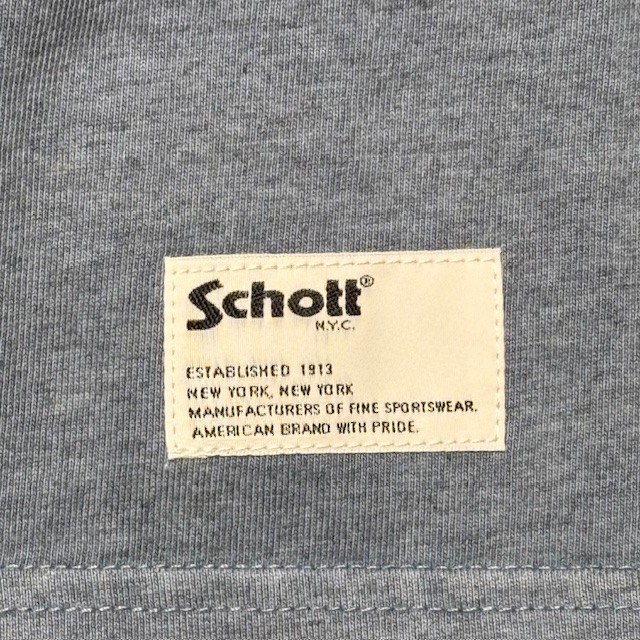 Schott®
N.Y.C.
ESTABLISHED 1913
NEW YORK, NEW YORK
MANUFACTURERS OF FINE SPORTSWEAR.
AMERICAN BRAND WITH PRIDE.